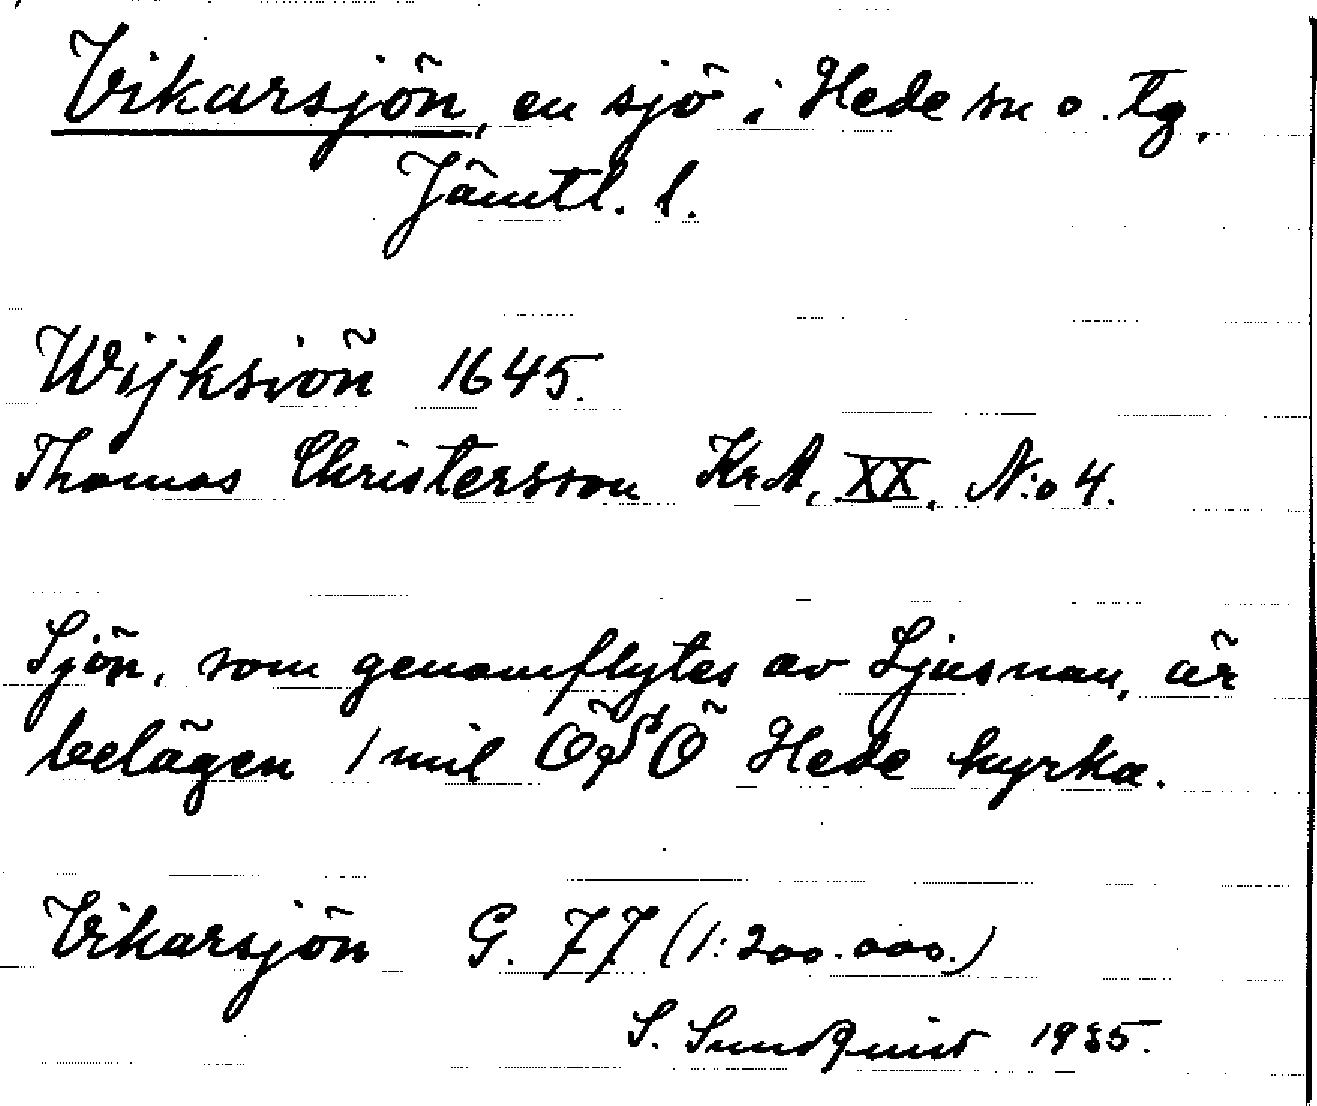 Vikarsjön, en sjö i Hede sn o. tg.
Jämtl. l.
Wijksiön 1645.
Thomas Christersson KrA, XX, N:o 4.
Sjön, som genomflytes av Ljusnan, är
belägen 1 mil Ö Hede kyrka.
Vikarsjön G. 77 (1:200.000.)
S. Sundquist 1935.